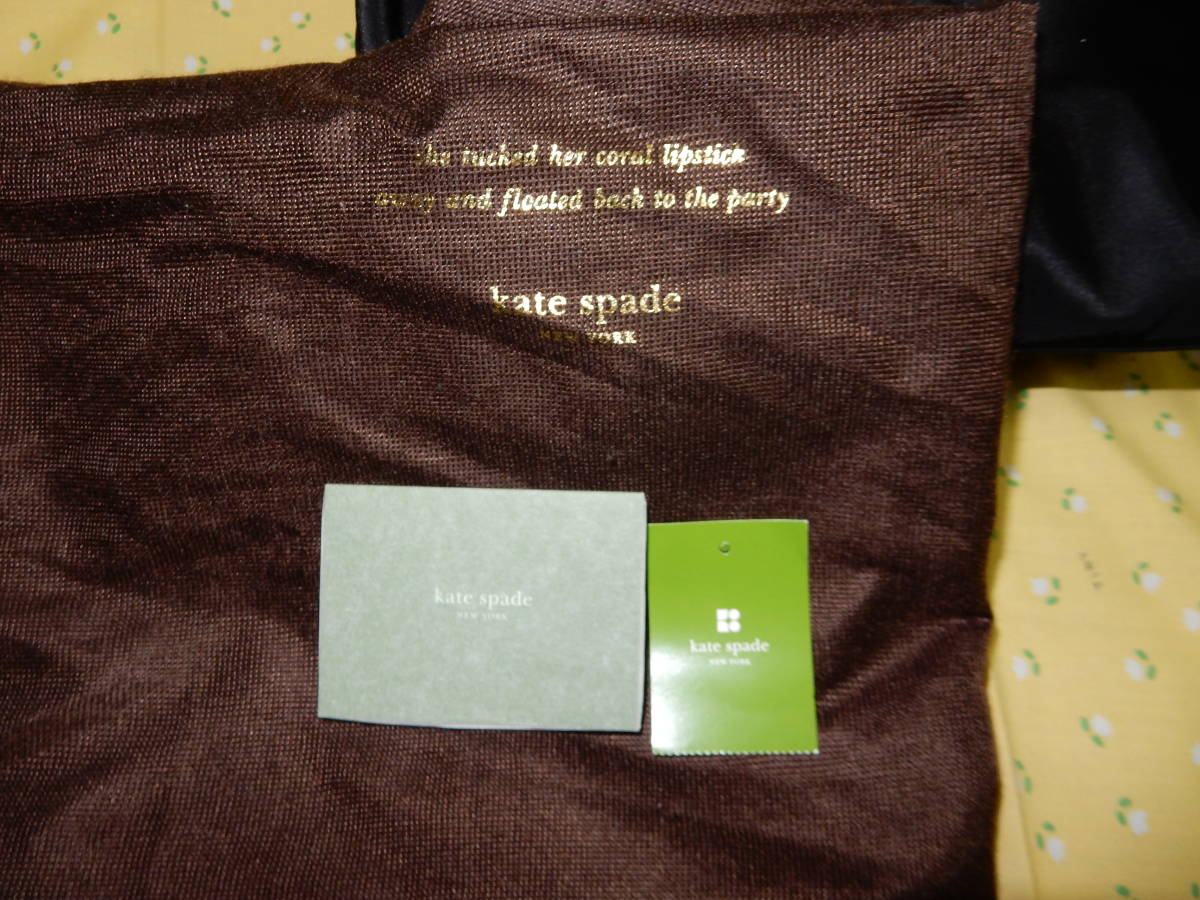 she tucked her coral lipstick
away and floated back to the party
kate spade
NEW YORK
kate spade
NEW YORK
kate spade
NEW YORK